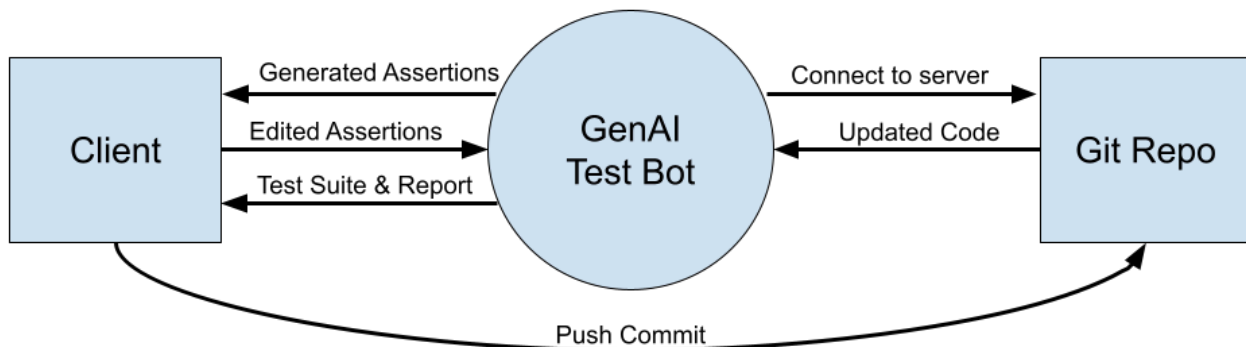 Generated Assertions
Connect to server
Client
Edited Assertions
GenAI
Test Bot
Updated Code
Git Repo
Test Suite & Report
Push Commit